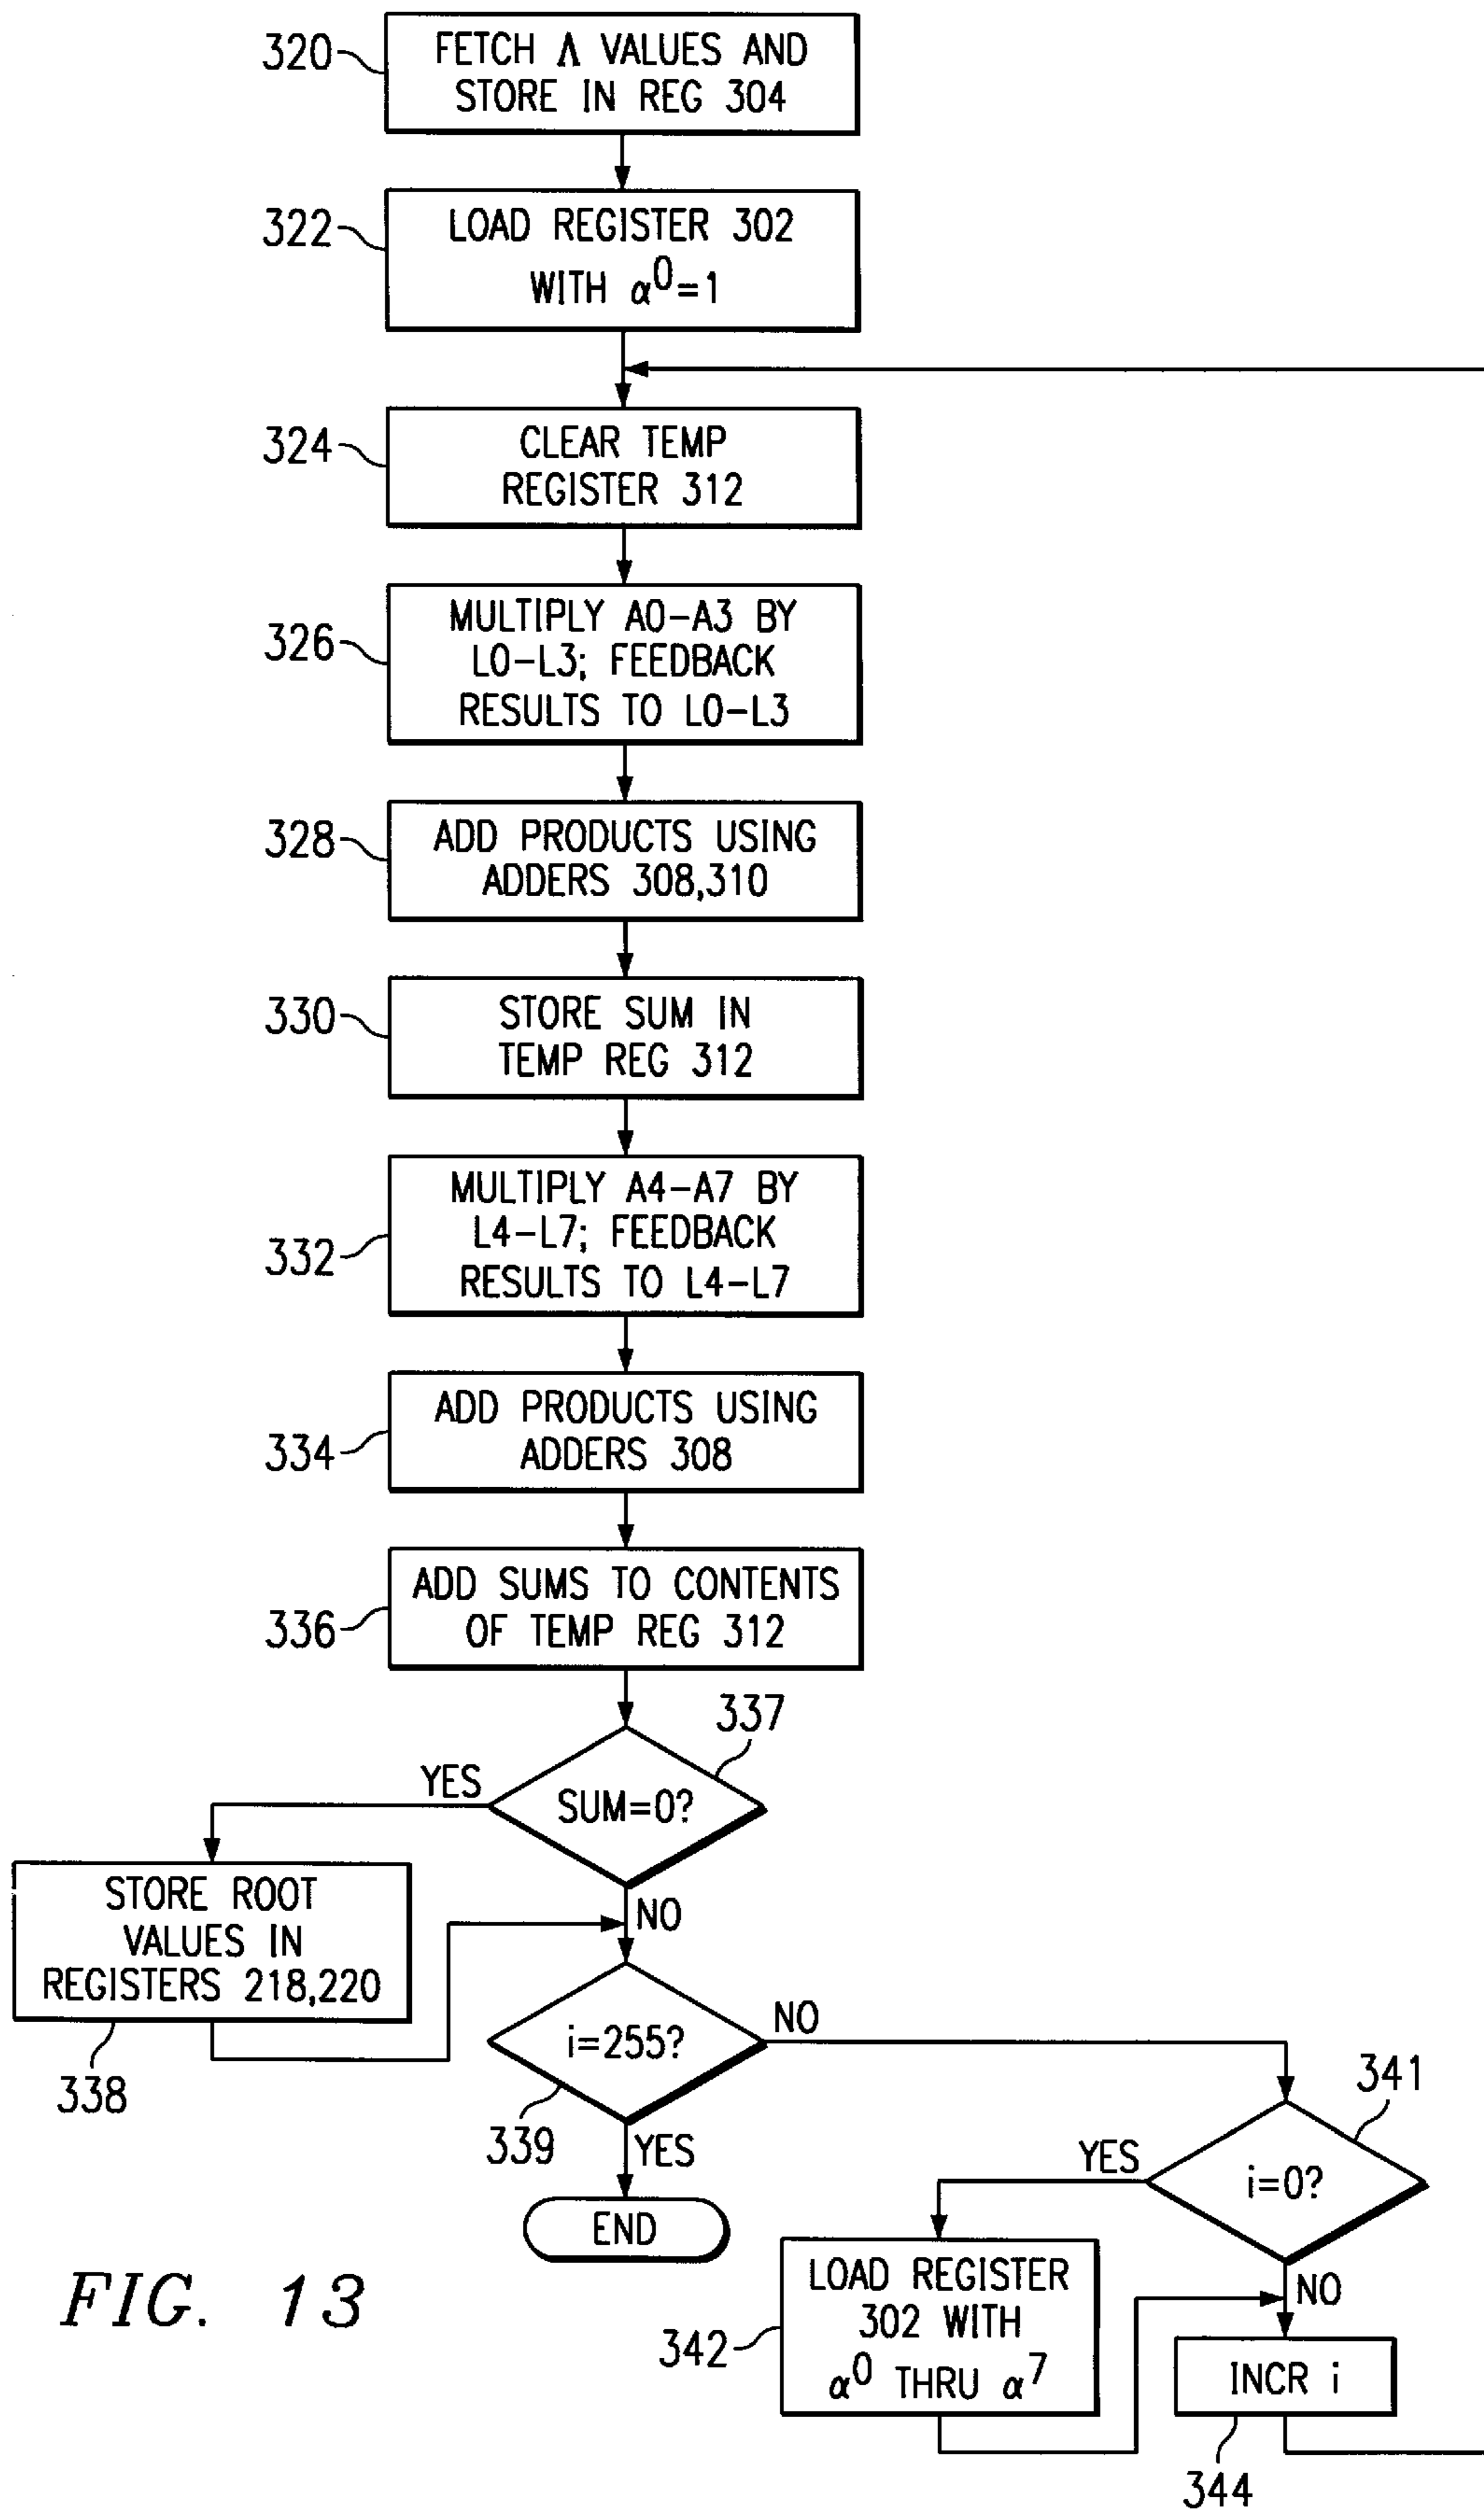 320
FETCH Λ VALUES AND
STORE IN REG 304
322
LOAD REGISTER 302
WITH α⁰=1
324
CLEAR TEMP
REGISTER 312
326
MULTIPLY A0-A3 BY
L0-L3; FEEDBACK
RESULTS TO L0-L3
328
ADD PRODUCTS USING
ADDERS 308,310
330
STORE SUM IN
TEMP REG 312
332
MULTIPLY A4-A7 BY
L4-L7; FEEDBACK
RESULTS TO L4-L7
334
ADD PRODUCTS USING
ADDERS 308
336
ADD SUMS TO CONTENTS
OF TEMP REG 312
337
YES
SUM=0?
NO
STORE ROOT
VALUES IN
REGISTERS 218,220
338
i=255?
NO
339
YES
END
341
YES
i=0?
NO
LOAD REGISTER
302 WITH
α⁰ THRU α⁷
342
INCR i
344
FIG. 13